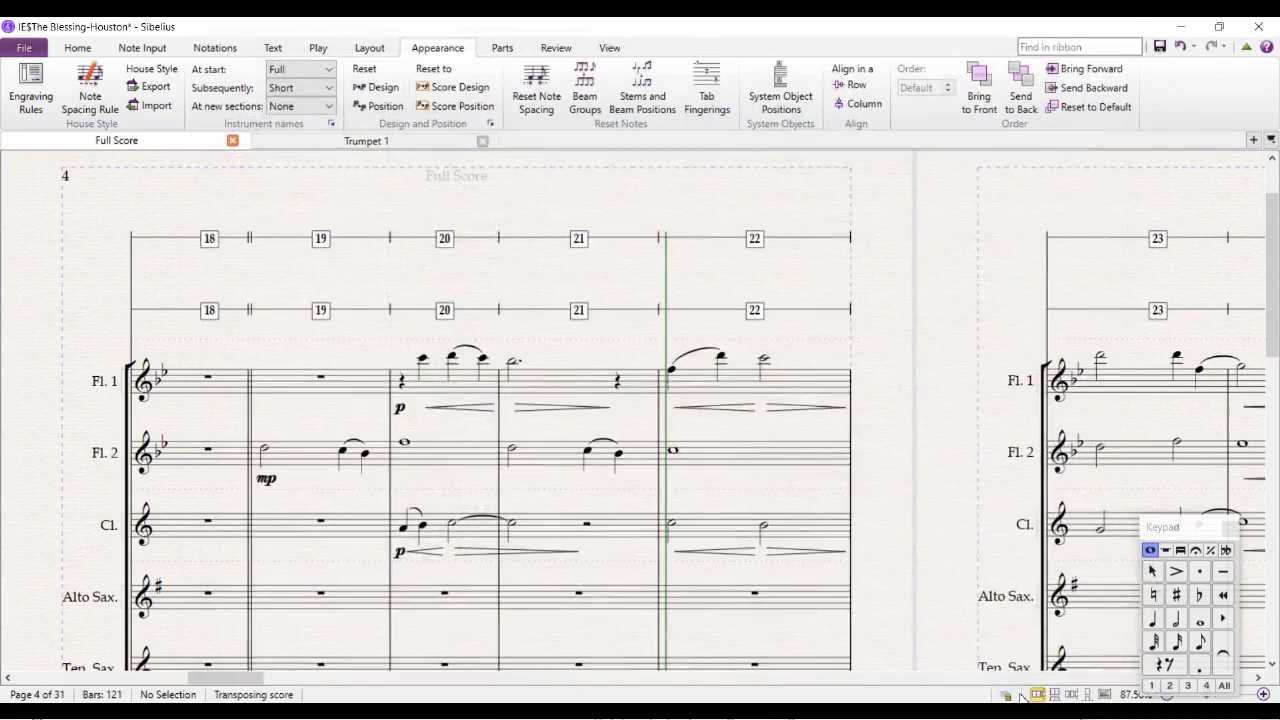 IE$The Blessing-Houston* - Sibelius
File Home Note Input Notations Text Play Layout Appearance Parts Review View Find in ribbon
Engraving Rules Note Spacing Rule House Style Export Import House Style
At start: Full
Subsequently: Short
At new sections: None
Instrument names
Reset Design Position Reset to Score Design Score Position Design and Position
Reset Note Spacing Beam Groups Stems and Beam Positions Tab Fingerings Reset Notes
System Object Positions System Objects
Align in a Row Column Align
Order: Default Bring to Front Send to Back Bring Forward Send Backward Reset to Default Order
Full Score Trumpet 1
4 Full Score
18 19 20 21 22 23
18 19 20 21 22 23
Fl. 1 p Fl. 1
Fl. 2 mp Fl. 2
Cl. p Cl.
Keypad
Alto Sax. Alto Sax.
Ten. Sax
1 2 3 4 All
Page 4 of 31 Bars: 121 No Selection Transposing score